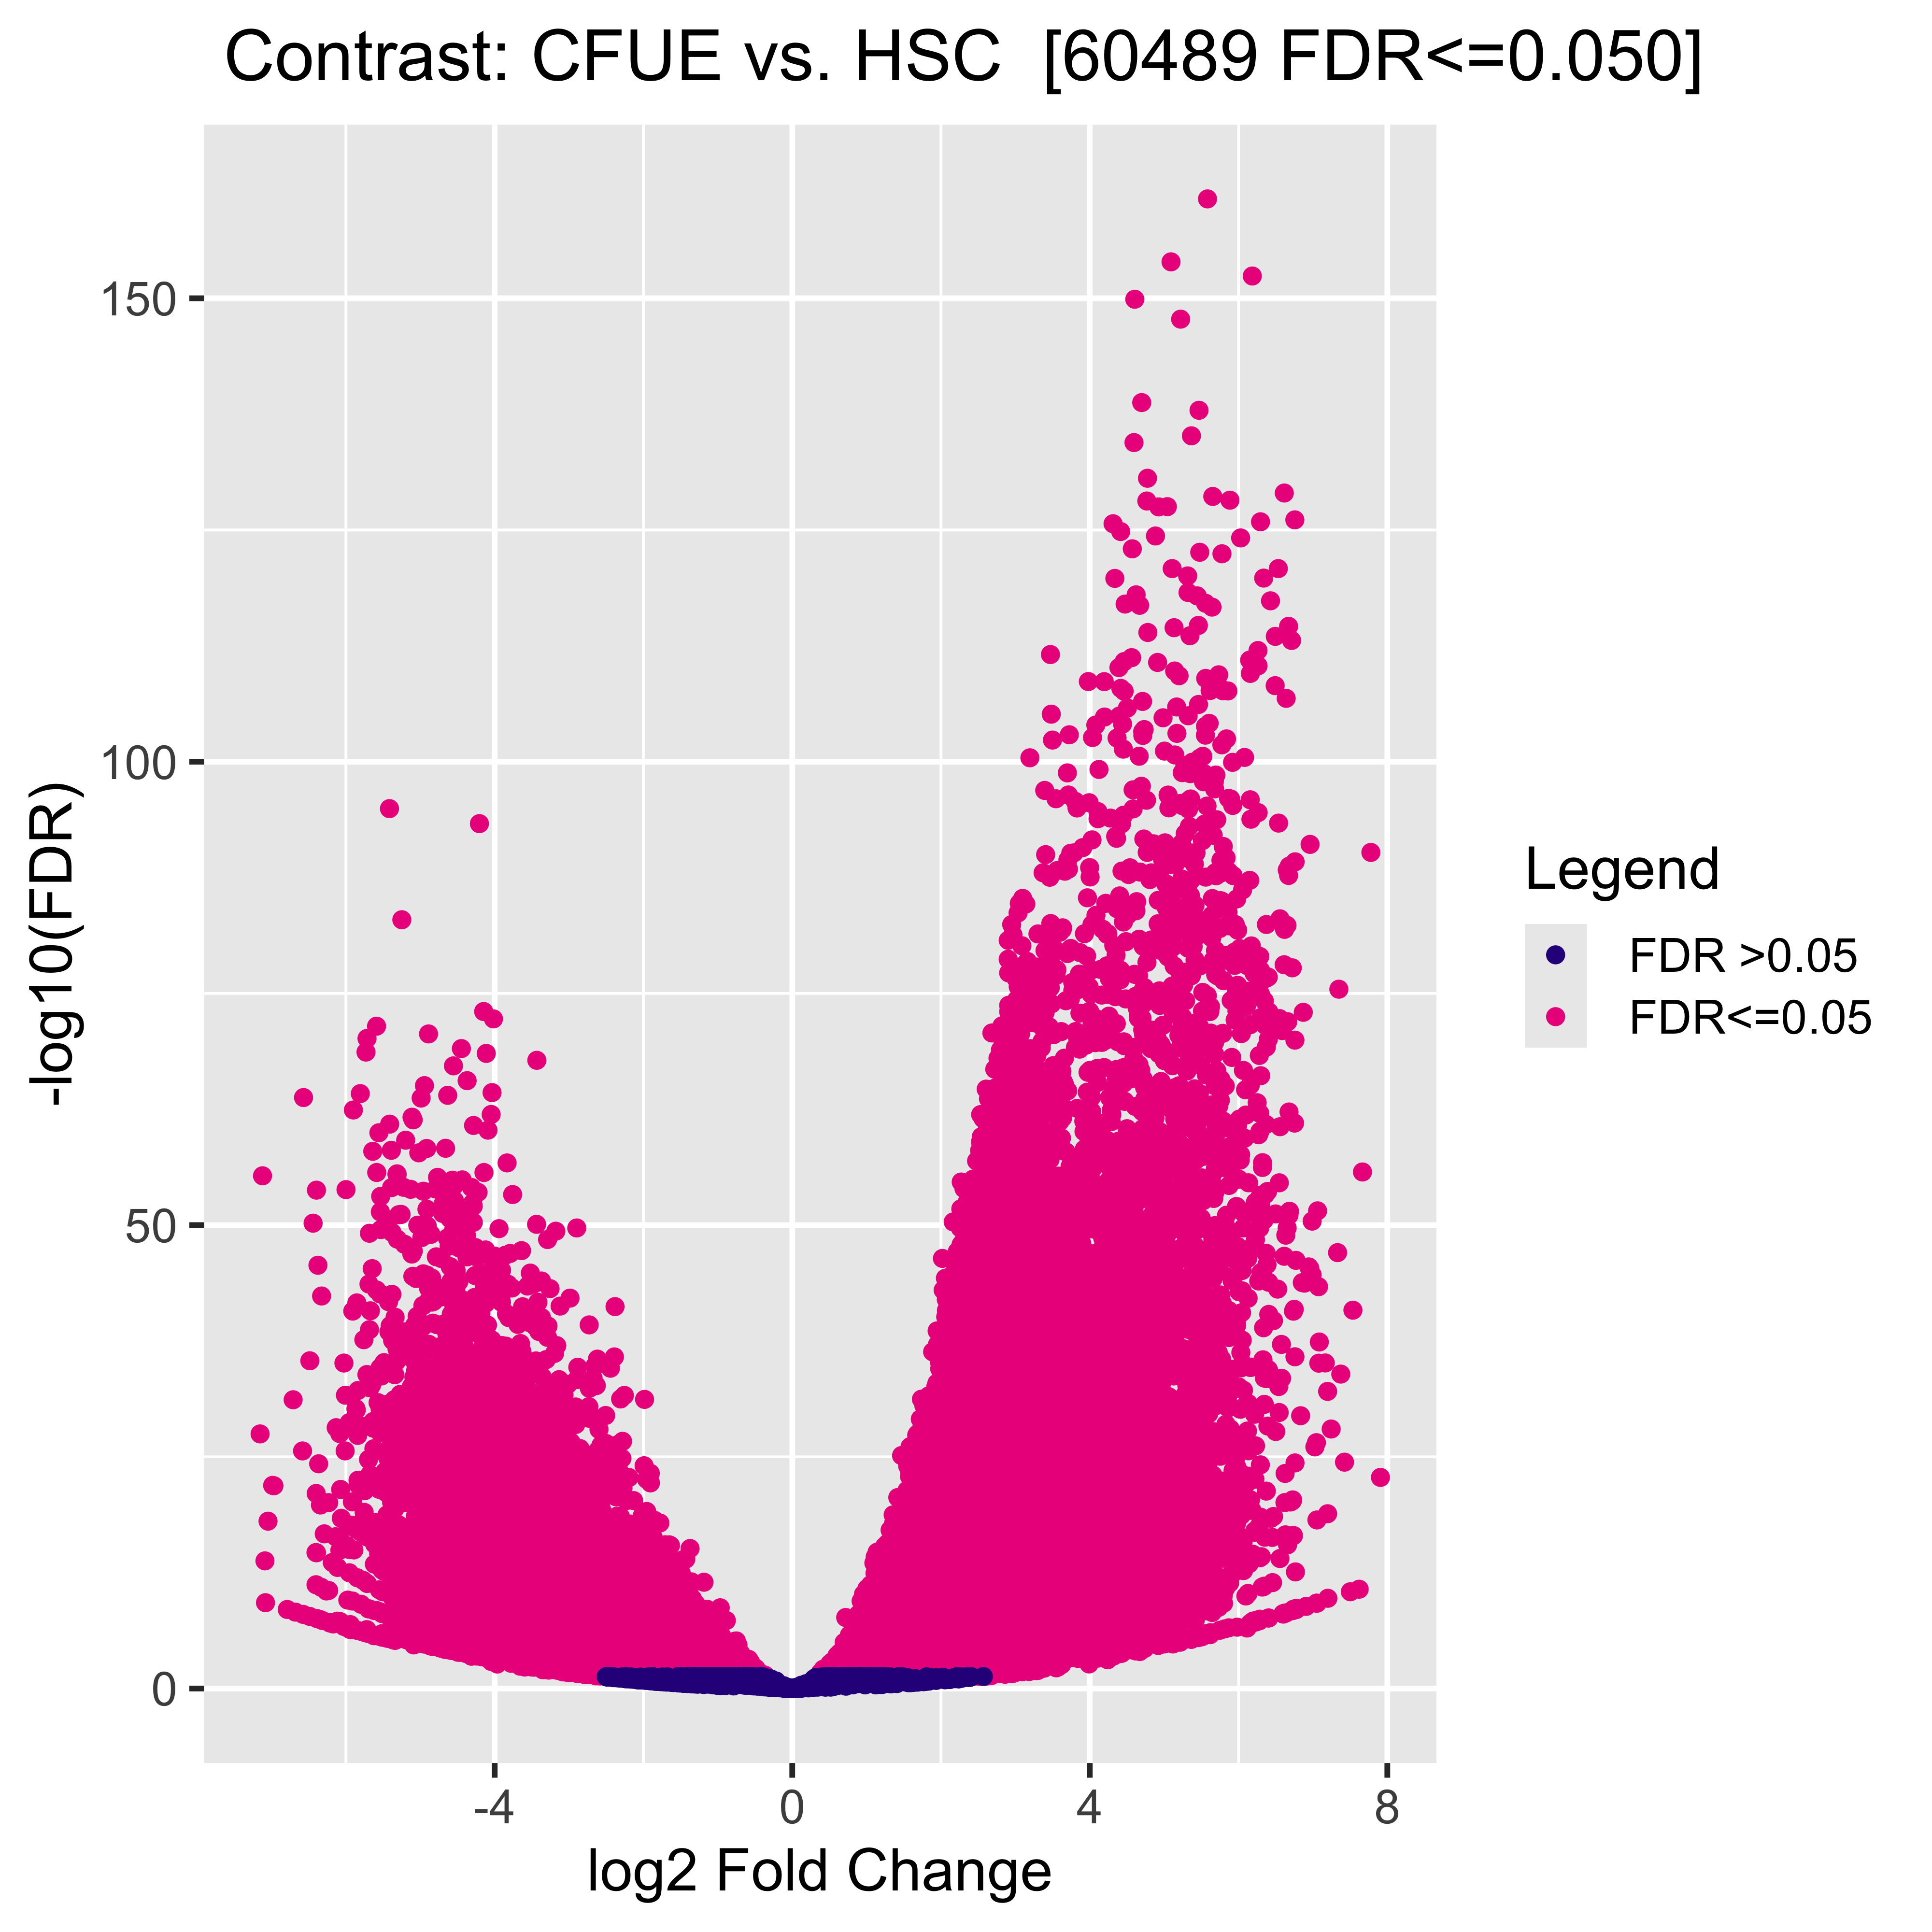 Contrast: CFUE vs. HSC [60489 FDR<=0.050]
150
100
50
0
-log10(FDR)
-4
0
4
8
log2 Fold Change
Legend
FDR >0.05
FDR<=0.05